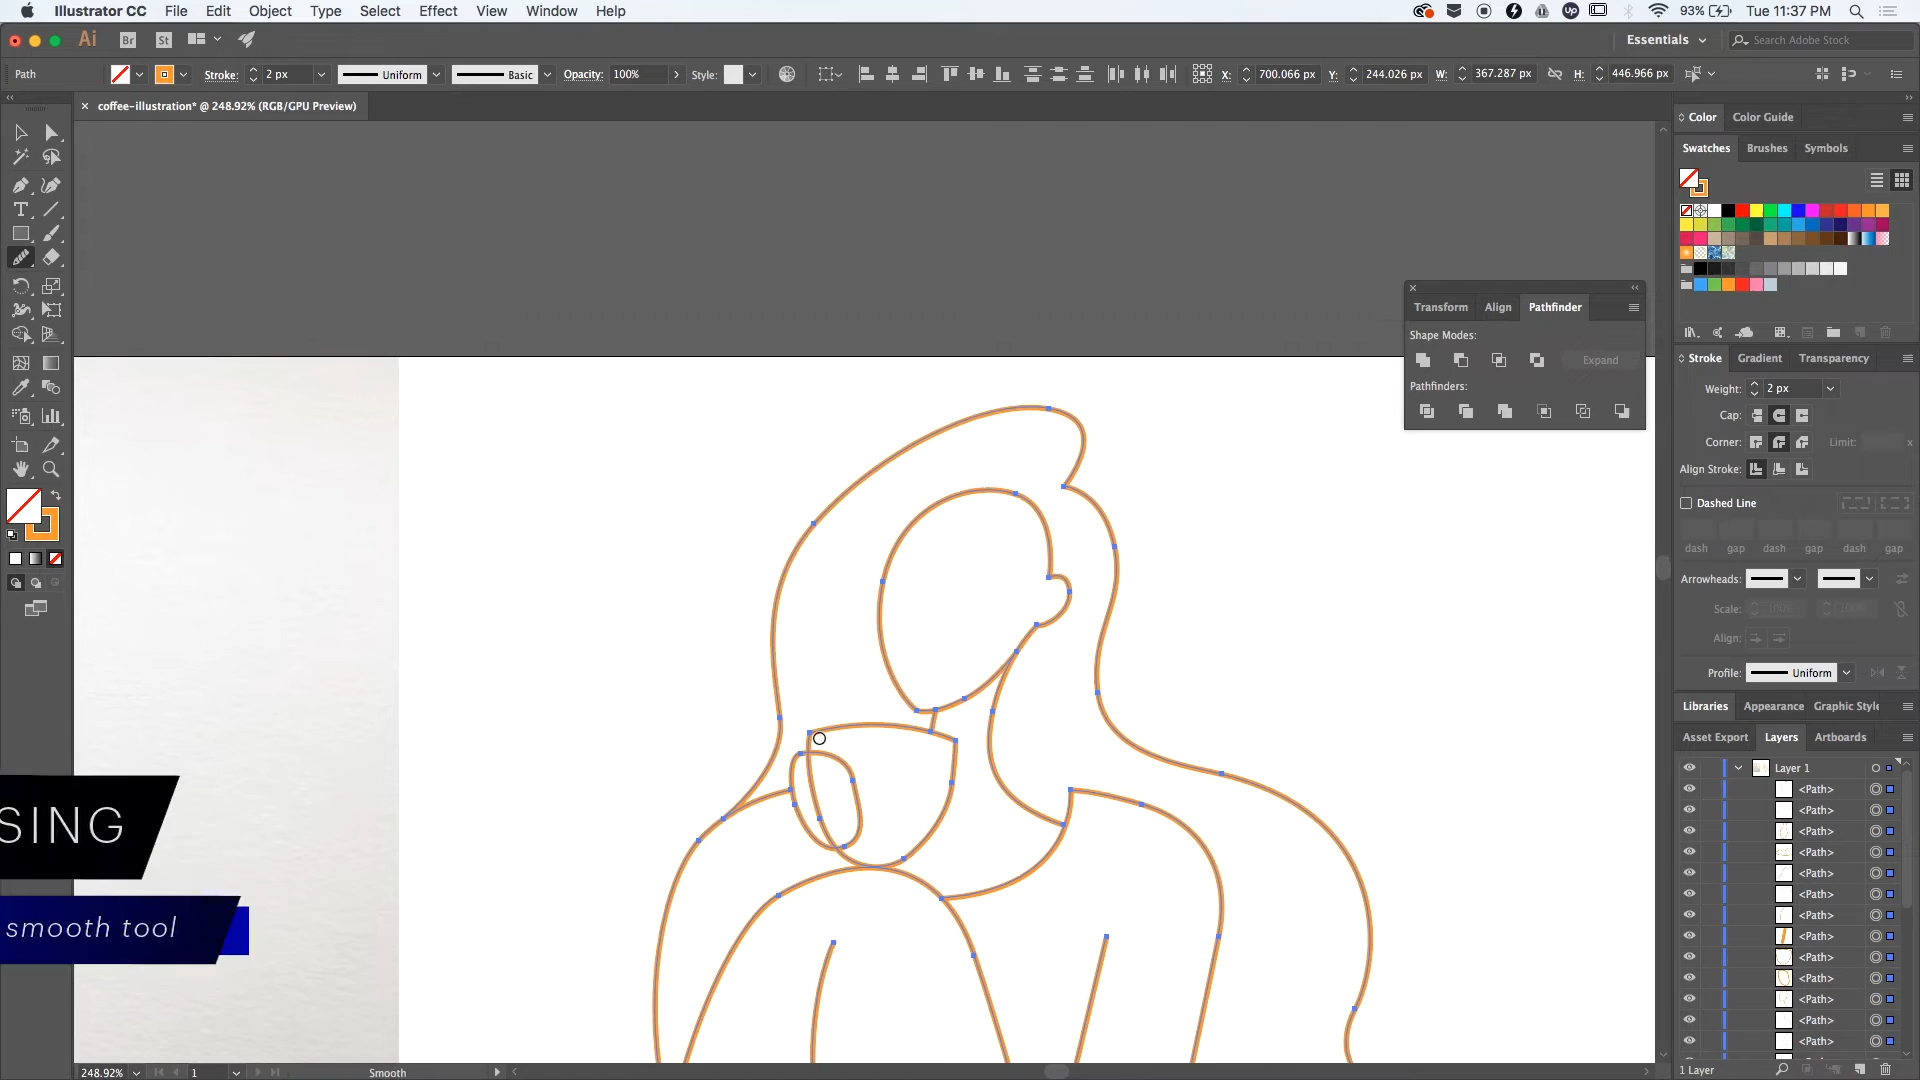 Illustrator CC File Edit Object Type Select Effect View Window Help
Up 93% Tue 11:37 PM
Ai Br St Essentials Search Adobe Stock
Path Stroke: 2 px Uniform Basic Opacity: 100% Style: X: 700.066 px Y: 244.026 px W: 367.287 px H: 446.966 px
coffee-illustration* @ 248.92% (RGB/GPU Preview)
Color Color Guide
Swatches Brushes Symbols
Transform Align Pathfinder
Shape Modes:
Expand
Pathfinders:
Stroke Gradient Transparency
Weight: 2 px
Cap:
Corner: Limit: x
Align Stroke:
Dashed Line
dash gap dash gap dash gap
Arrowheads:
Scale: 100% 100%
Align:
Profile: Uniform
Libraries Appearance Graphic Style
Asset Export Layers Artboards
Layer 1
<Path>
<Path>
<Path>
<Path>
<Path>
<Path>
<Path>
<Path>
<Path>
<Path>
<Path>
<Path>
<Path>
SING
smooth tool
248.92% 1 Smooth
1 Layer